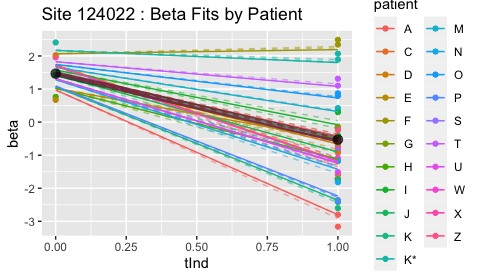 Site 124022 : Beta Fits by Patient
beta
2
1
0
-1
-2
-3
0.00 0.25 0.50 0.75 1.00
tInd
patient
A
C
D
E
F
G
H
I
J
K
K*
M
N
O
P
S
T
U
W
X
Z